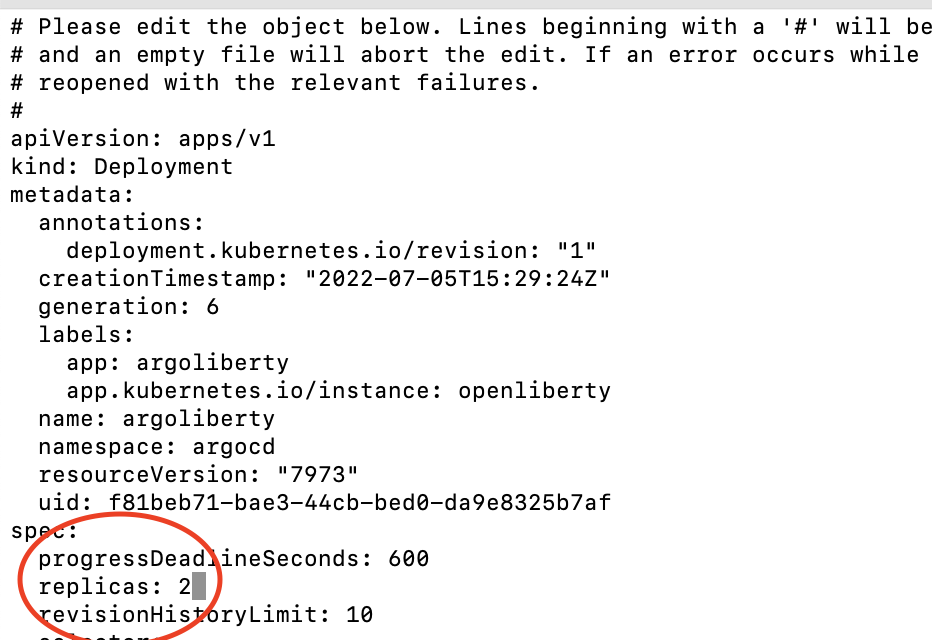 # Please edit the object below. Lines beginning with a '#' will be
# and an empty file will abort the edit. If an error occurs while
# reopened with the relevant failures.
#
apiVersion: apps/v1
kind: Deployment
metadata:
  annotations:
    deployment.kubernetes.io/revision: "1"
  creationTimestamp: "2022-07-05T15:29:24Z"
  generation: 6
  labels:
    app: argoliberty
    app.kubernetes.io/instance: openliberty
  name: argoliberty
  namespace: argocd
  resourceVersion: "7973"
  uid: f81beb71-bae3-44cb-bed0-da9e8325b7af
spec:
  progressDeadlineSeconds: 600
  replicas: 2
  revisionHistoryLimit: 10